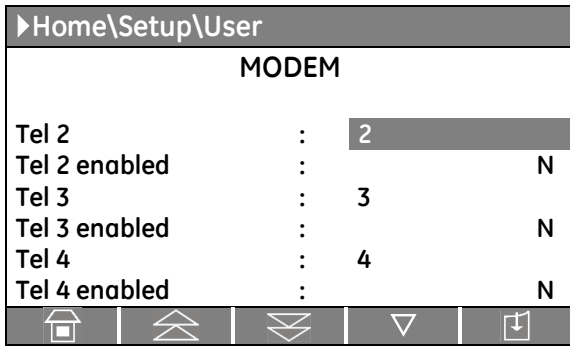 Home\Setup\User
MODEM
Tel 2 : 2
Tel 2 enabled : N
Tel 3 : 3
Tel 3 enabled : N
Tel 4 : 4
Tel 4 enabled : N